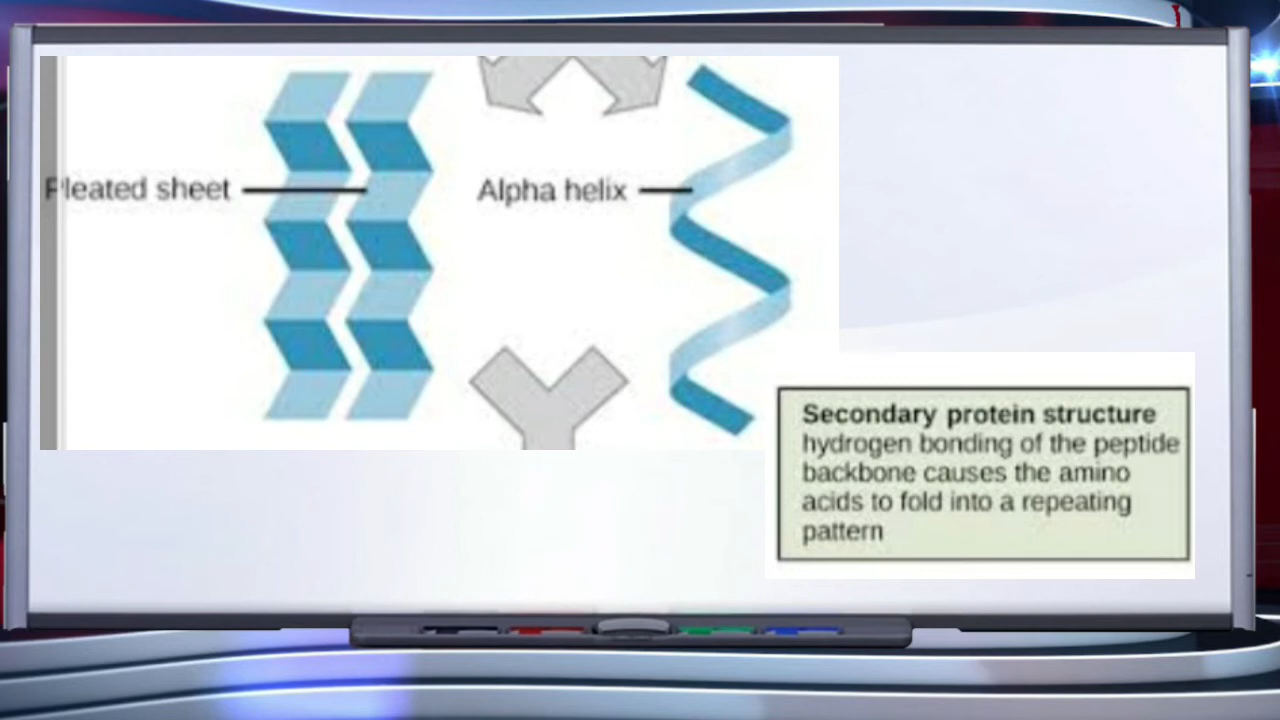 Pleated sheet
Alpha helix
Secondary protein structure
hydrogen bonding of the peptide
backbone causes the amino
acids to fold into a repeating
pattern